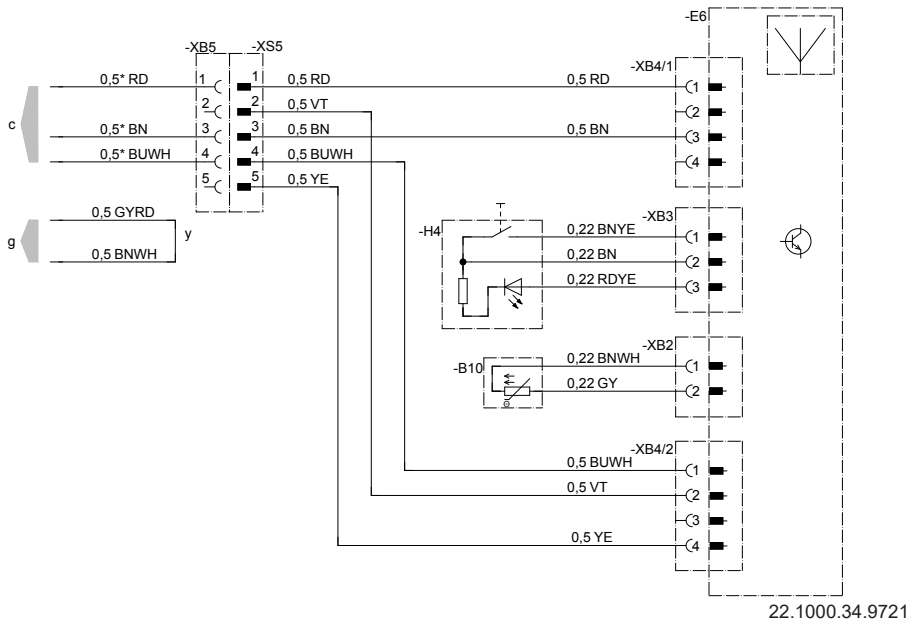 -E6
-XB5 -XS5
-XB4/1
0,5* RD 1 1 0,5 RD 0,5 RD 1
2 2 0,5 VT 2
c 0,5* BN 3 3 0,5 BN 0,5 BN 3
0,5* BUWH 4 4 0,5 BUWH 4
5 5 0,5 YE
0,5 GYRD
g y
0,5 BNWH
-XB3
-H4 0,22 BNYE 1
0,22 BN 2
0,22 RDYE 3
-XB2
-B10 0,22 BNWH 1
0,22 GY 2
-XB4/2
0,5 BUWH 1
0,5 VT 2
3
0,5 YE 4
22.1000.34.9721